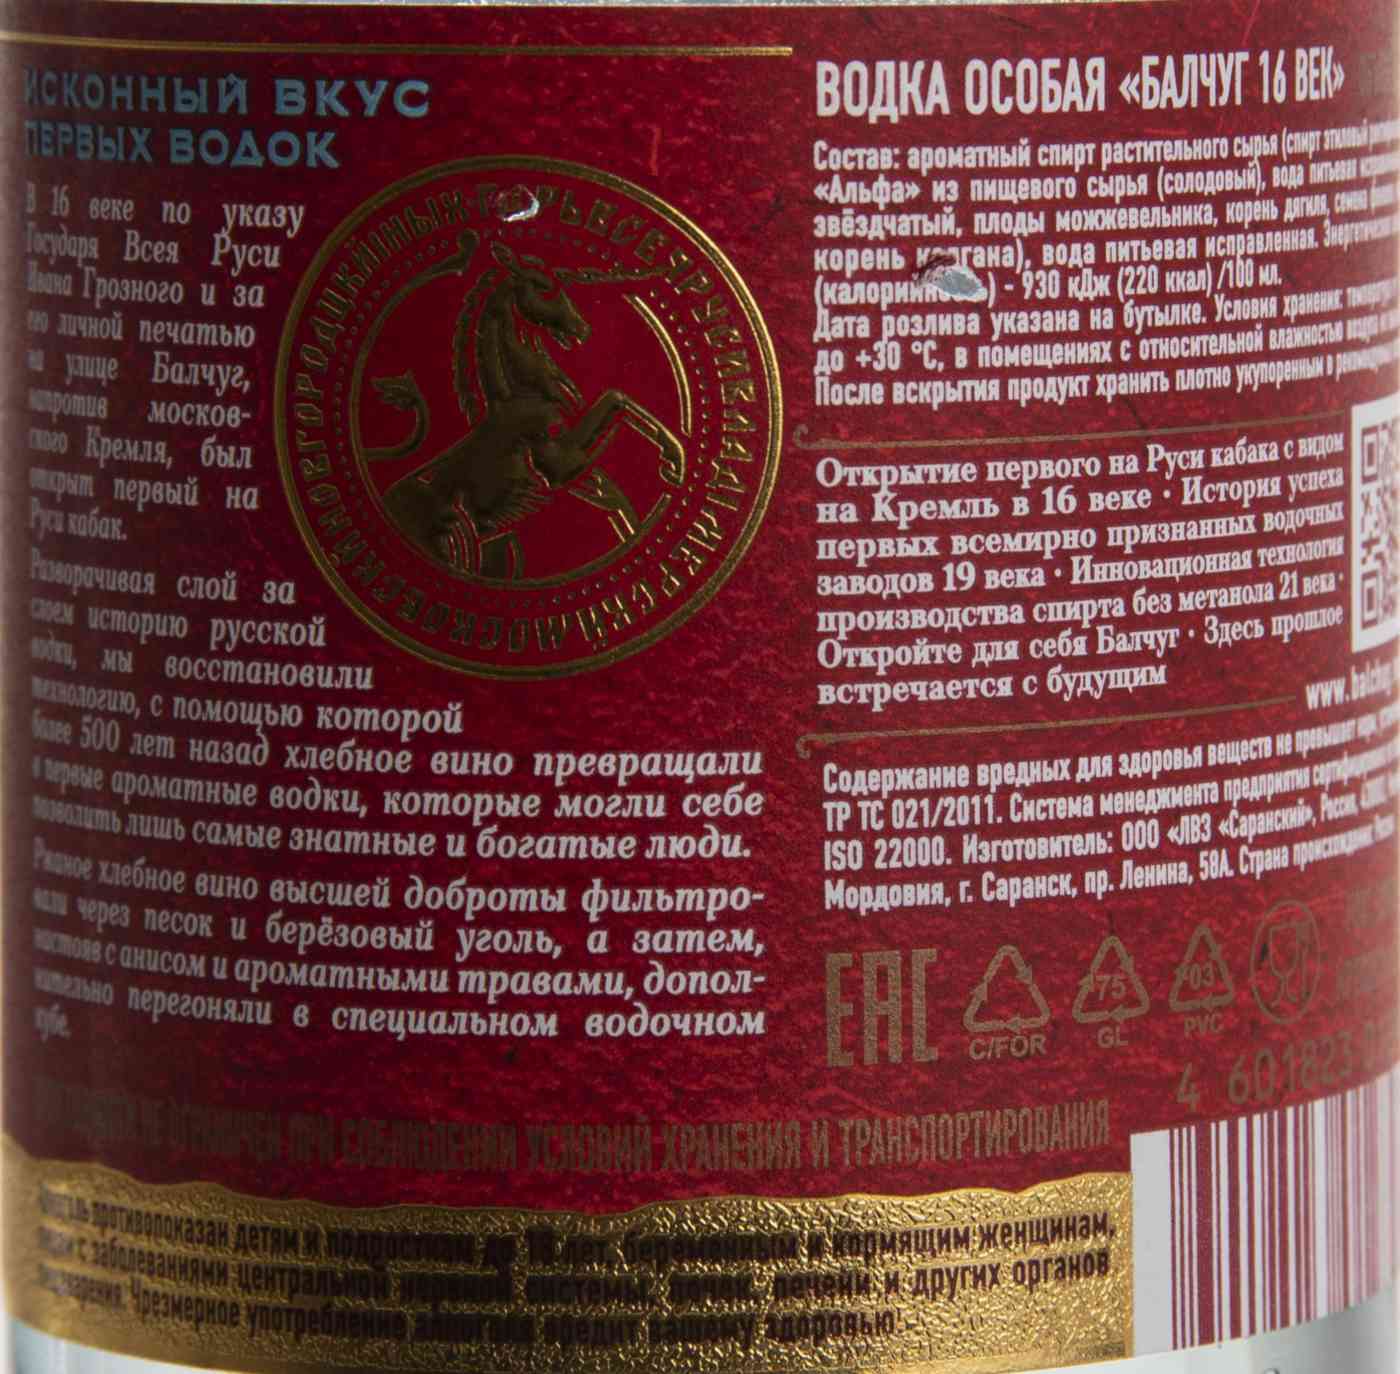 ИСКОННЫЙ ВКУС
ПЕРВЫХ ВОДОК
В 16 веке по указу
Государя Всея Руси
Ивана Грозного и за
его личной печатью
на улице Балчуг,
напротив москов-
ского Кремля, был
открыт первый на
Руси кабак.
Разворачивая слой за
слоем историю русской
водки, мы восстановили
технологию, с помощью которой
более 500 лет назад хлебное вино превращали
в первые ароматные водки, которые могли себе
позволить лишь самые знатные и богатые люди.
Ржаное хлебное вино высшей доброты фильтро-
вали через песок и берёзовый уголь, а затем,
настояв с анисом и ароматными травами, допол-
нительно перегоняли в специальном водочном
кубе.
ВОДКА ОСОБАЯ «БАЛЧУГ 16 ВЕК»
Состав: ароматный спирт растительного сырья (спирт этиловый
«Альфа» из пищевого сырья (солодовый), вода питьевая
звёздчатый, плоды можжевельника, корень дягиля, семена
корень калгана), вода питьевая исправленная.
- 930 кДж (220 ккал) /100 мл.
Дата розлива указана на бутылке. Условия хранения:
до +30 °С, в помещениях с относительной влажностью воздуха
После вскрытия продукт хранить плотно укупоренным в
Открытие первого на Руси кабака с видом
на Кремль в 16 веке · История успеха
первых всемирно признанных водочных
заводов 19 века · Инновационная технология
производства спирта без метанола 21 века ·
Откройте для себя Балчуг · Здесь прошлое
встречается с будущим
Содержание вредных для здоровья веществ не превышает
ТР ТС 021/2011. Система менеджмента предприятия
ISO 22000. Изготовитель: ООО «ЛВЗ «Саранский», Россия,
Мордовия, г. Саранск, пр. Ленина, 58А. Страна происхождения:
EAC
C/FOR
75
GL
03
PVC
4 601823
НЕ ОГРАНИЧЕН ПРИ СОБЛЮДЕНИИ УСЛОВИЙ ХРАНЕНИЯ И ТРАНСПОРТИРОВАНИЯ
противопоказан детям и подросткам до 18 лет, беременным и кормящим женщинам,
с заболеваниями центральной нервной системы, почек, печени и других органов
Чрезмерное употребление алкоголя вредит вашему здоровью!